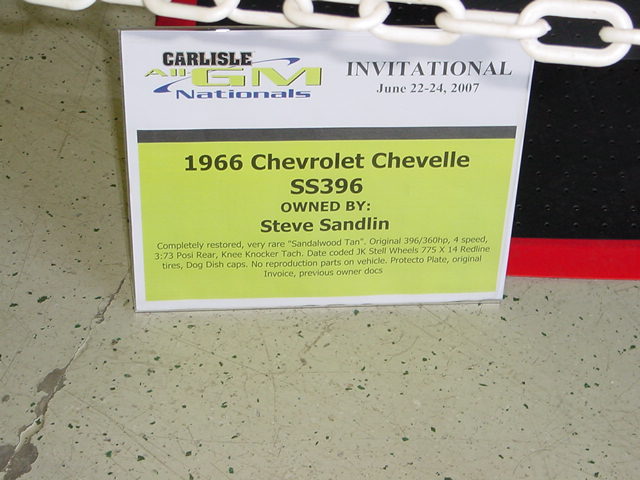 CARLISLE
All-GM
Nationals
INVITATIONAL
June 22-24, 2007
1966 Chevrolet Chevelle
SS396
OWNED BY:
Steve Sandlin
Completely restored, very rare "Sandalwood Tan". Original 396/360hp, 4 speed,
3:73 Posi Rear, Knee Knocker Tach. Date coded JK Stell Wheels 775 X 14 Redline
tires, Dog Dish caps. No reproduction parts on vehicle. Protecto Plate, original
Invoice, previous owner docs